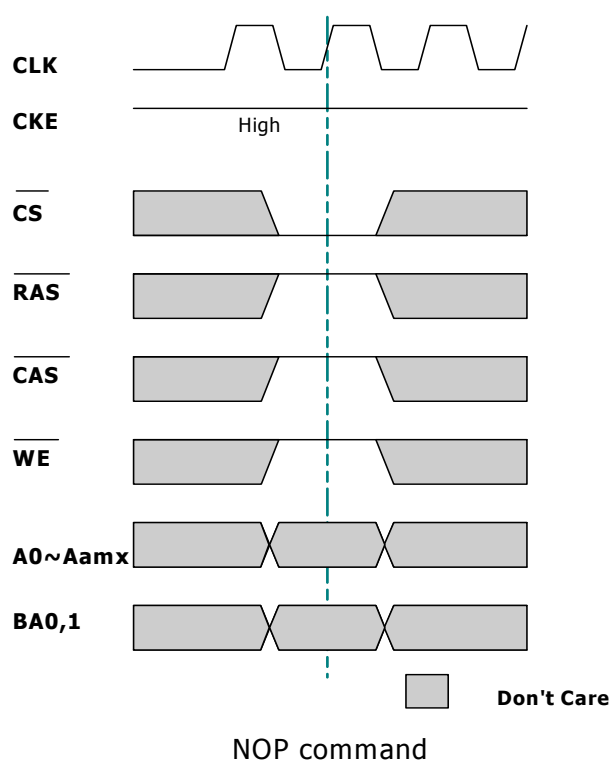 CLK
CKE
High
CS
RAS
CAS
WE
A0~Aamx
BA0,1
Don't Care
NOP command